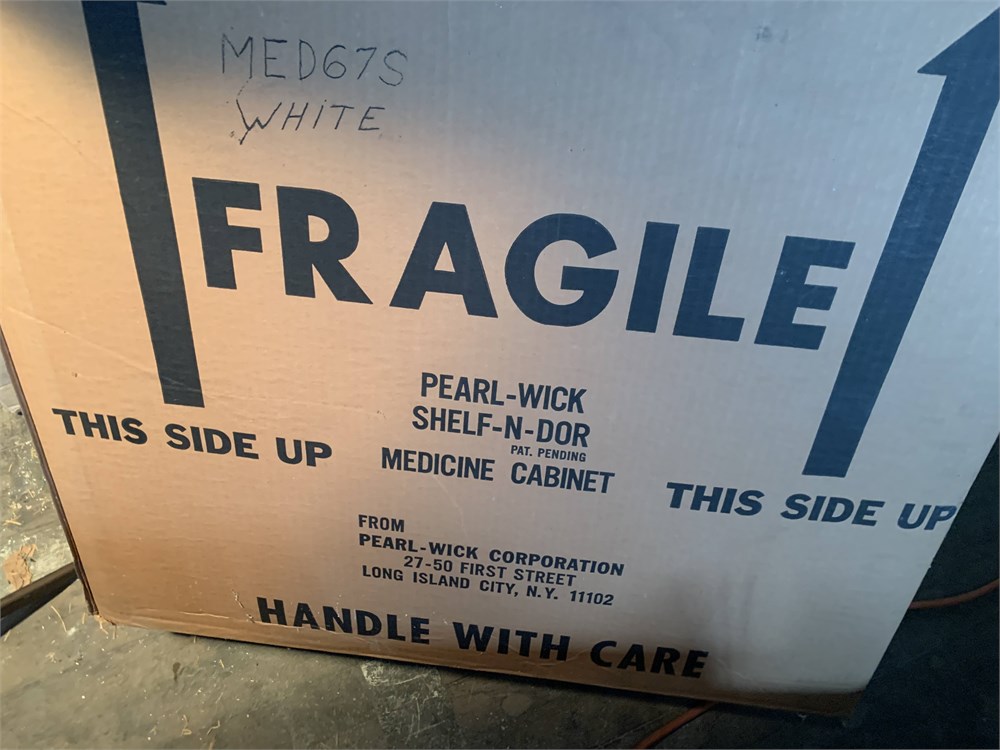 MED67S
WHITE
FRAGILE
PEARL-WICK
SHELF-N-DOR
PAT. PENDING
MEDICINE CABINET
THIS SIDE UP
THIS SIDE UP
FROM
PEARL-WICK CORPORATION
27-50 FIRST STREET
LONG ISLAND CITY, N.Y. 11102
HANDLE WITH CARE